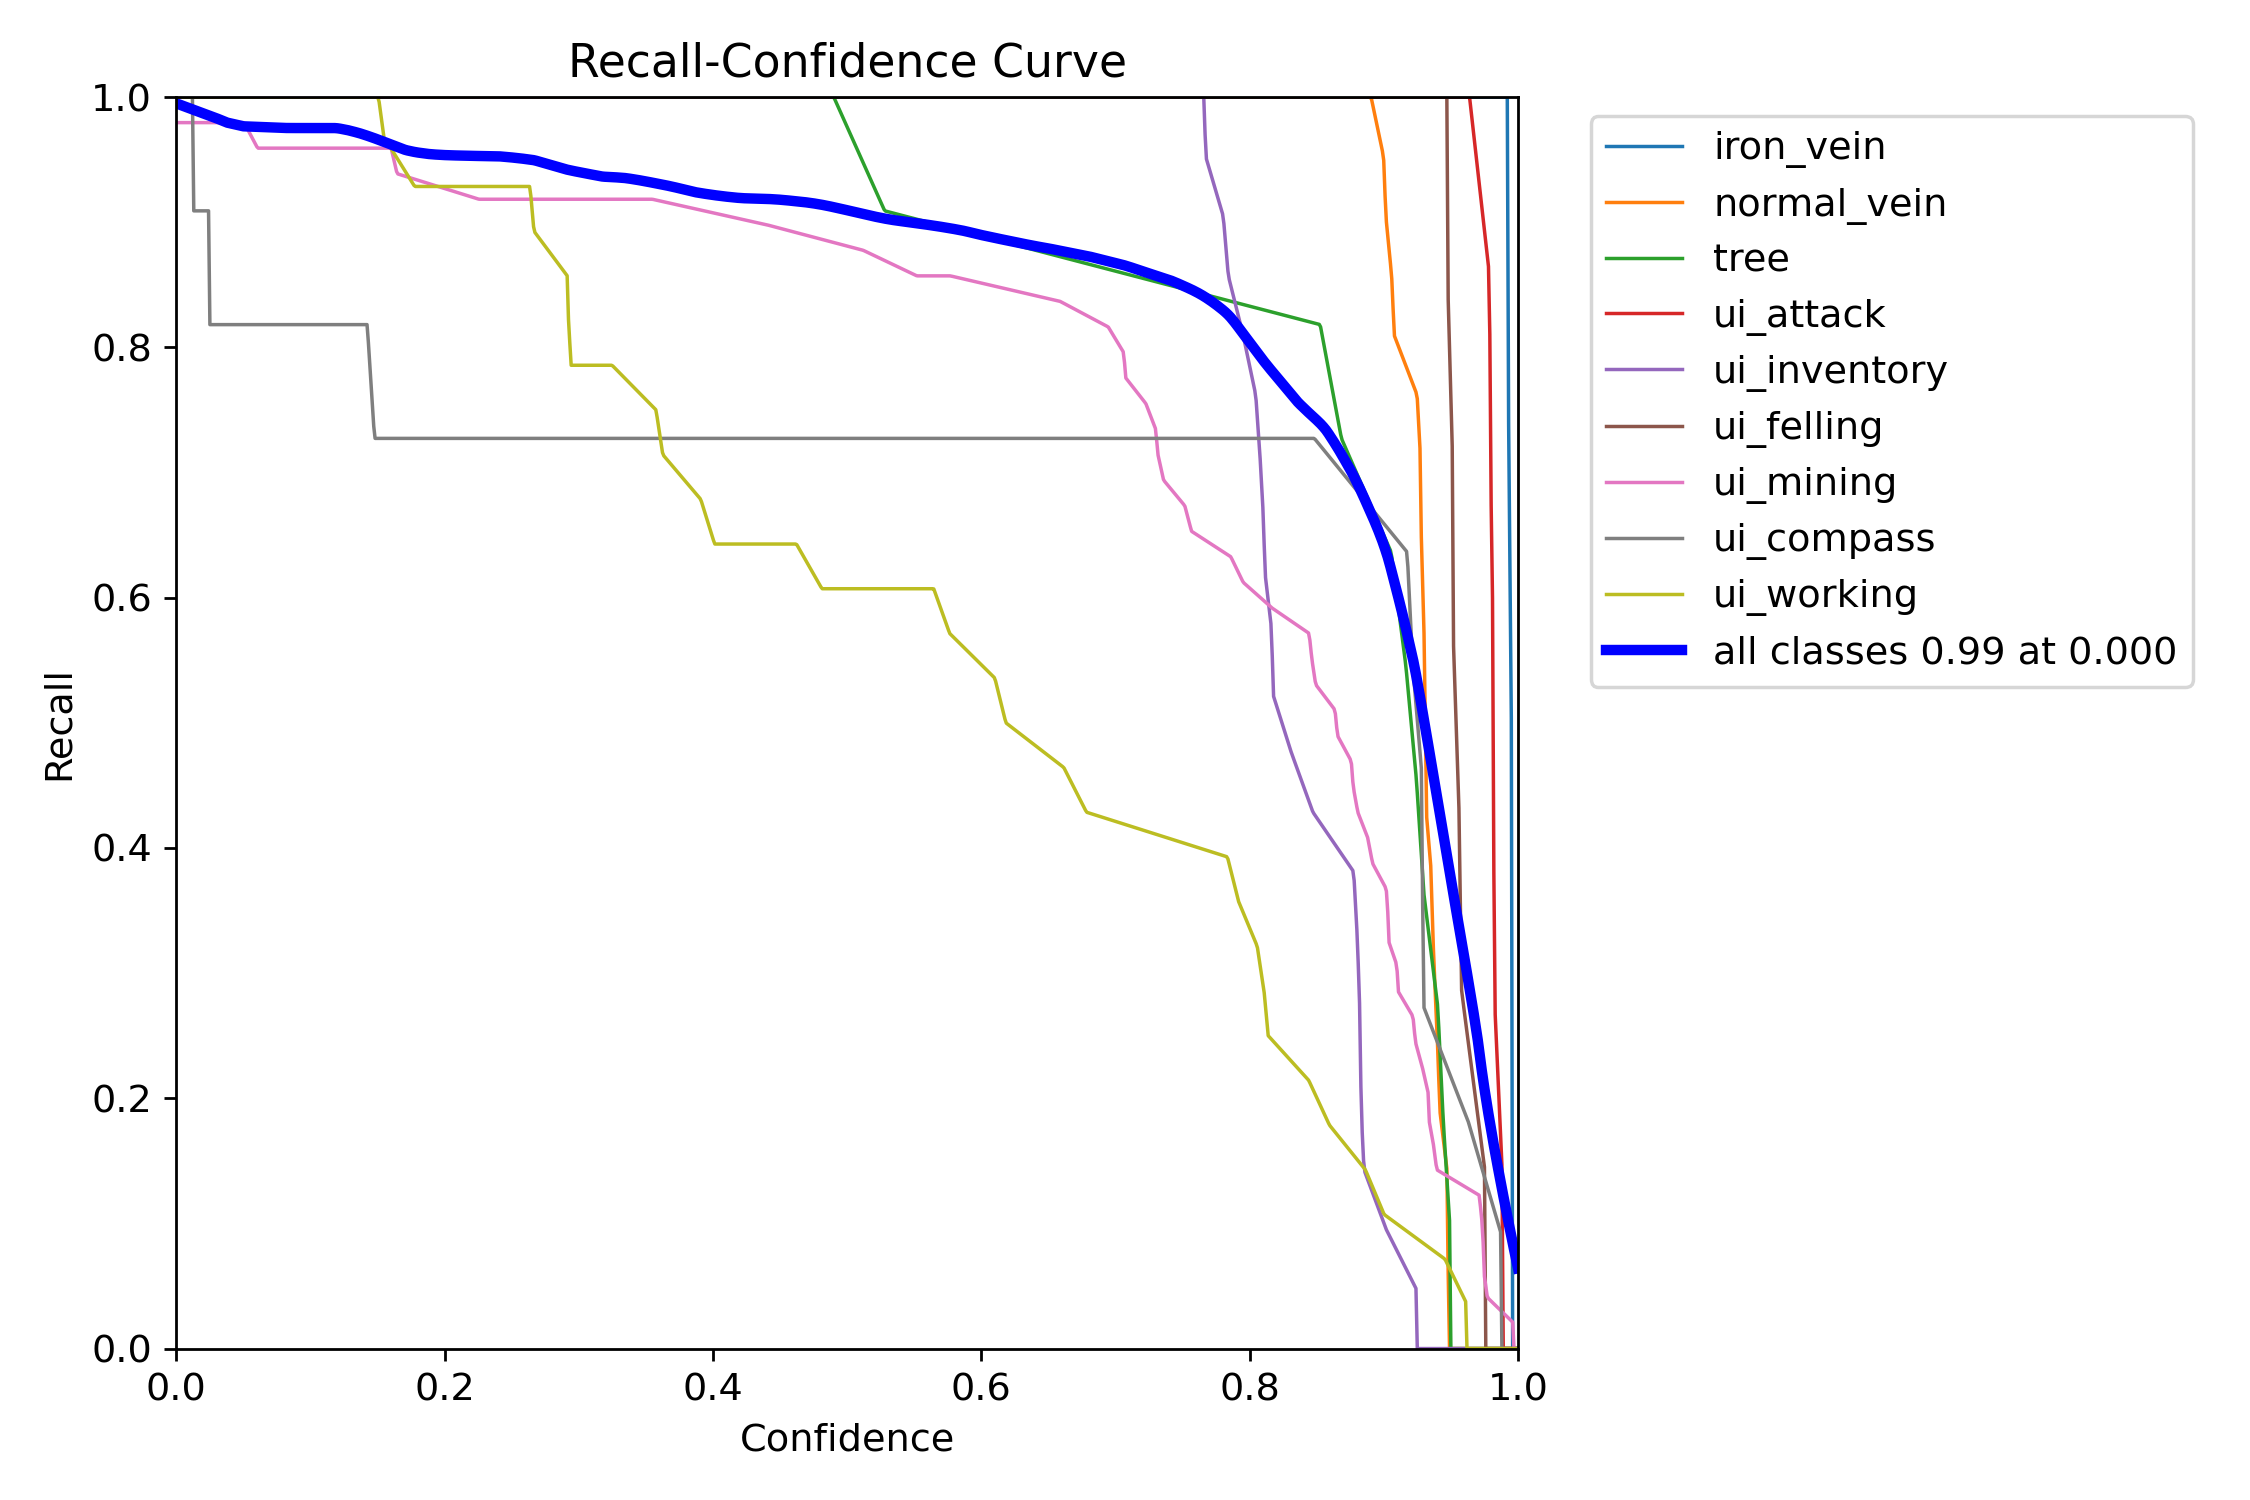 Recall-Confidence Curve
1.0
0.8
0.6
0.4
0.2
0.0
Recall
0.0 0.2 0.4 0.6 0.8 1.0
Confidence
iron_vein
normal_vein
tree
ui_attack
ui_inventory
ui_felling
ui_mining
ui_compass
ui_working
all classes 0.99 at 0.000